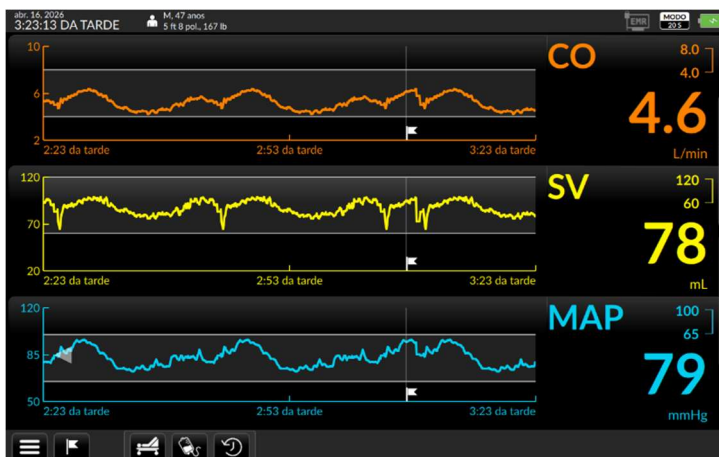 abr. 16, 2026
3:23:13 DA TARDE
M, 47 anos
5 ft 8 pol., 167 lb
EMR
MODO
20 S
10
6
2
2:23 da tarde
2:53 da tarde
3:23 da tarde
CO
8.0
4.0
4.6
L/min
120
70
20
2:23 da tarde
2:53 da tarde
3:23 da tarde
SV
120
60
78
mL
120
85
50
2:23 da tarde
2:53 da tarde
3:23 da tarde
MAP
100
65
79
mmHg